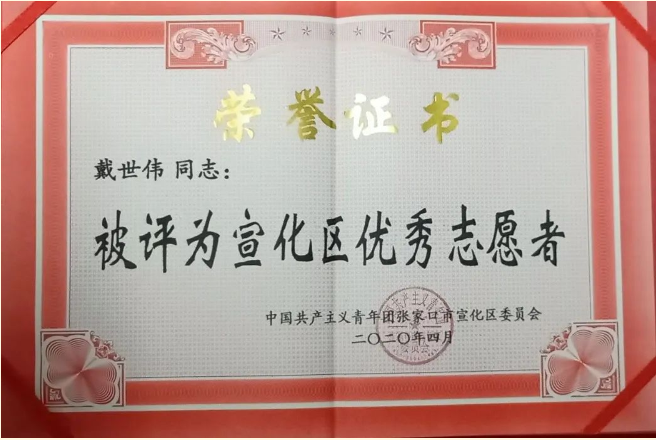 荣誉证书
戴世伟 同志：
被评为宣化区优秀志愿者
中国共产主义青年团张家口市宣化区委员会
二〇二〇年四月